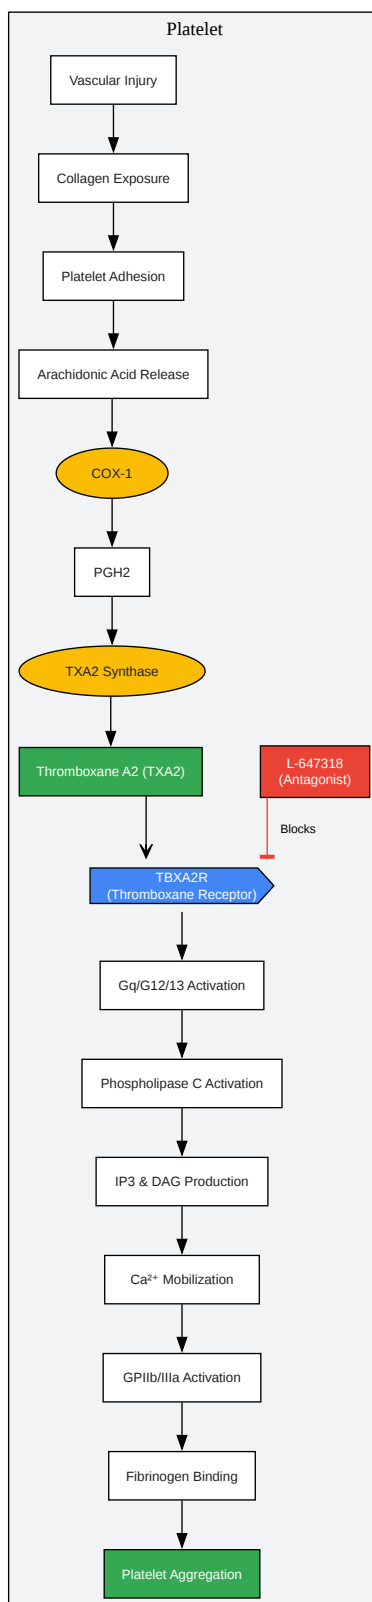 Platelet
Vascular Injury
Collagen Exposure
Platelet Adhesion
Arachidonic Acid Release
COX-1
PGH2
TXA2 Synthase
Thromboxane A2 (TXA2)
L-647318
(Antagonist)
Blocks
TBXA2R
(Thromboxane Receptor)
Gq/G12/13 Activation
Phospholipase C Activation
IP3 & DAG Production
Ca²⁺ Mobilization
GPIIb/IIIa Activation
Fibrinogen Binding
Platelet Aggregation